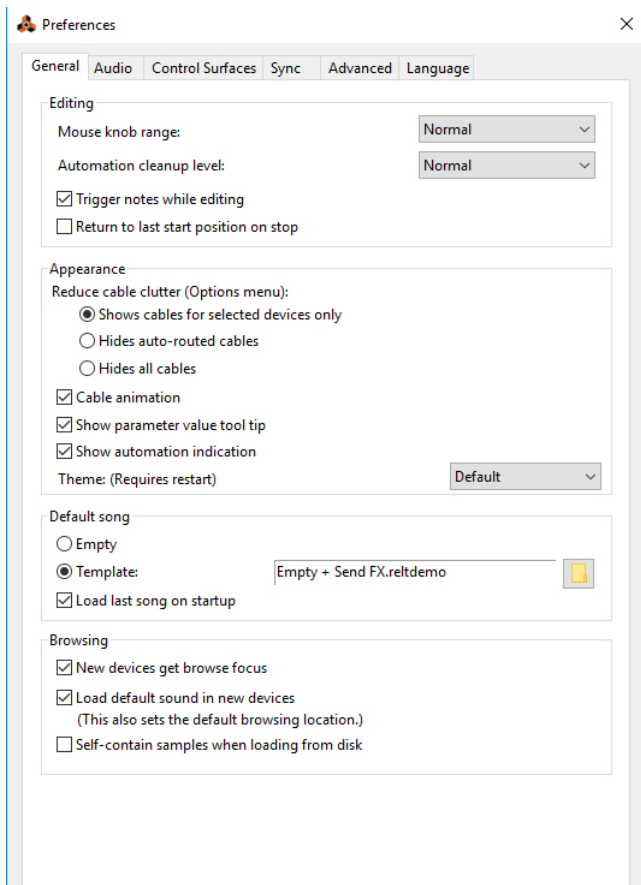 Preferences
General Audio Control Surfaces Sync Advanced Language
Editing
Mouse knob range: Normal
Automation cleanup level: Normal
Trigger notes while editing
Return to last start position on stop
Appearance
Reduce cable clutter (Options menu):
Shows cables for selected devices only
Hides auto-routed cables
Hides all cables
Cable animation
Show parameter value tool tip
Show automation indication
Theme: (Requires restart) Default
Default song
Empty
Template: Empty + Send FX.reltdemo
Load last song on startup
Browsing
New devices get browse focus
Load default sound in new devices
(This also sets the default browsing location.)
Self-contain samples when loading from disk